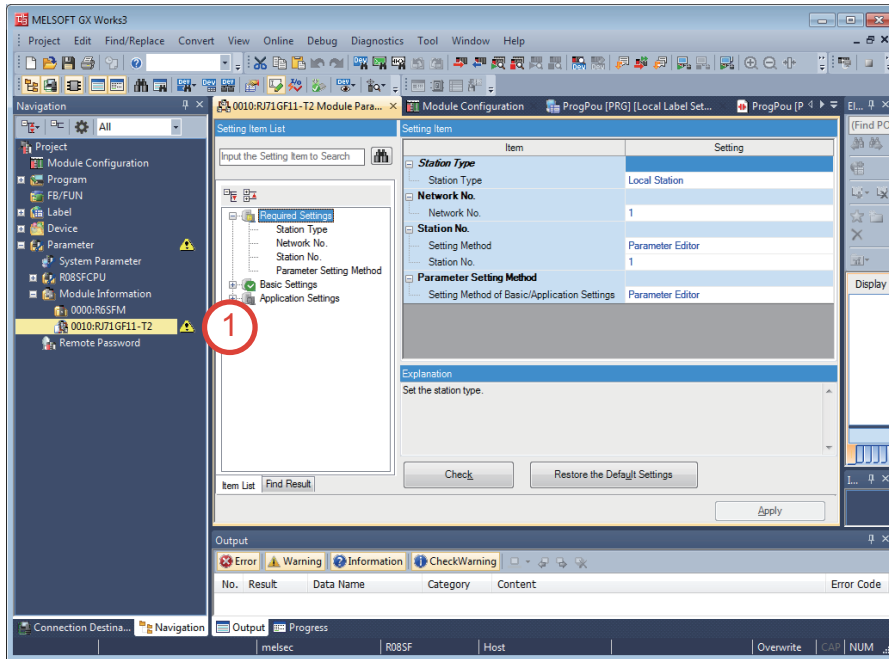 MELSOFT GX Works3
Project Edit Find/Replace Convert View Online Debug Diagnostics Tool Window Help
Navigation
0010:RJ71GF11-T2 Module Para...
Module Configuration
ProgPou [PRG] [Local Label Set...
ProgPou [P
El...
All
Setting Item List
Setting Item
(Find PO
Project
Module Configuration
Program
FB/FUN
Label
Device
Parameter
System Parameter
R08SFCPU
Module Information
0000:R6SFM
0010:RJ71GF11-T2
Remote Password
1
Input the Setting Item to Search
Required Settings
Station Type
Network No.
Station No.
Parameter Setting Method
Basic Settings
Application Settings
Item List Find Result
Item Setting
Station Type
Station Type Local Station
Network No.
Network No. 1
Station No.
Setting Method Parameter Editor
Station No. 1
Parameter Setting Method
Setting Method of Basic/Application Settings Parameter Editor
Explanation
Set the station type.
Check Restore the Default Settings
Apply
Display
I...
Output
Error Warning Information CheckWarning
No. Result Data Name Category Content Error Code
Connection Destina... Navigation Output Progress
melsec R08SF Host Overwrite CAP NUM